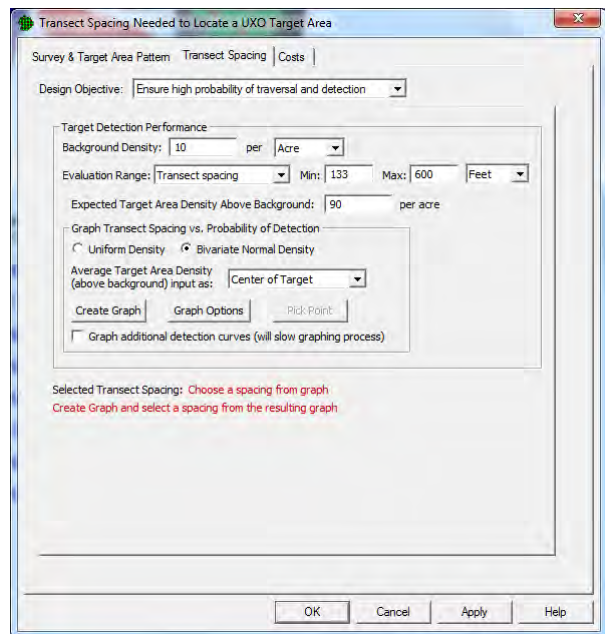 Transect Spacing Needed to Locate a UXO Target Area
Survey & Target Area Pattern Transect Spacing Costs
Design Objective: Ensure high probability of traversal and detection
Target Detection Performance
Background Density: 10 per Acre
Evaluation Range: Transect spacing Min: 133 Max: 600 Feet
Expected Target Area Density Above Background: 90 per acre
Graph Transect Spacing vs. Probability of Detection
Uniform Density Bivariate Normal Density
Average Target Area Density
(above background) input as: Center of Target
Create Graph Graph Options Pick Point
Graph additional detection curves (will slow graphing process)
Selected Transect Spacing: Choose a spacing from graph
Create Graph and select a spacing from the resulting graph
OK Cancel Apply Help